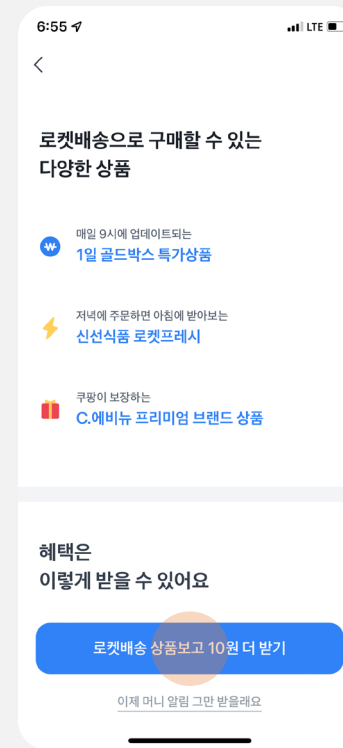 6:55
LTE
로켓배송으로 구매할 수 있는
다양한 상품
매일 9시에 업데이트되는
1일 골드박스 특가상품
저녁에 주문하면 아침에 받아보는
신선식품 로켓프레시
쿠팡이 보장하는
C.에비뉴 프리미엄 브랜드 상품
혜택은
이렇게 받을 수 있어요
로켓배송 상품보고 10원 더 받기
이제 머니 알림 그만 받을래요